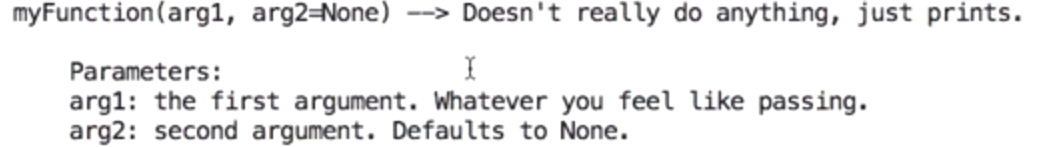 myFunction(arg1, arg2=None) --> Doesn't really do anything, just prints.
Parameters:
arg1: the first argument. Whatever you feel like passing.
arg2: second argument. Defaults to None.